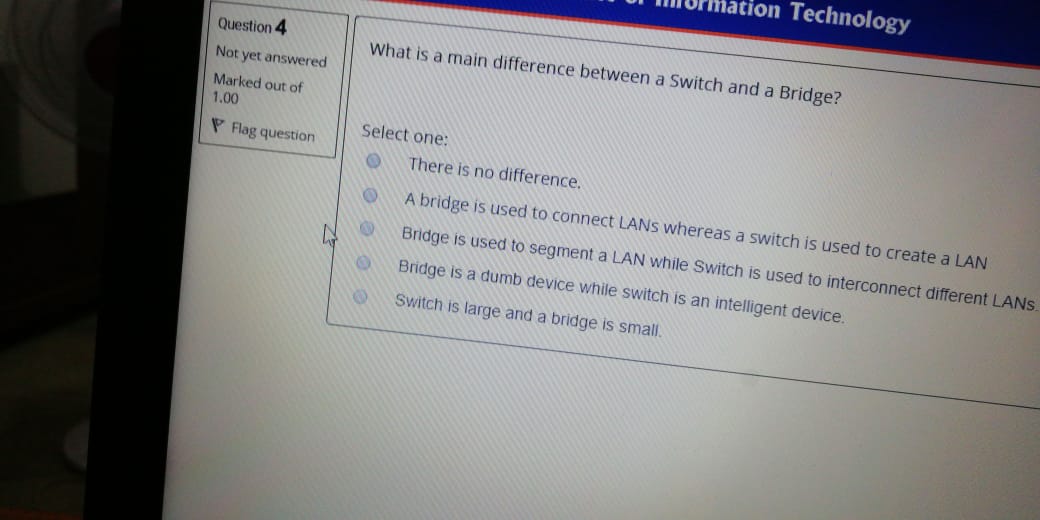 Information Technology
Question 4
Not yet answered
Marked out of
1.00
Flag question
What is a main difference between a Switch and a Bridge?
Select one:
There is no difference.
A bridge is used to connect LANs whereas a switch is used to create a LAN
Bridge is used to segment a LAN while Switch is used to interconnect different LANs.
Bridge is a dumb device while switch is an intelligent device.
Switch is large and a bridge is small.